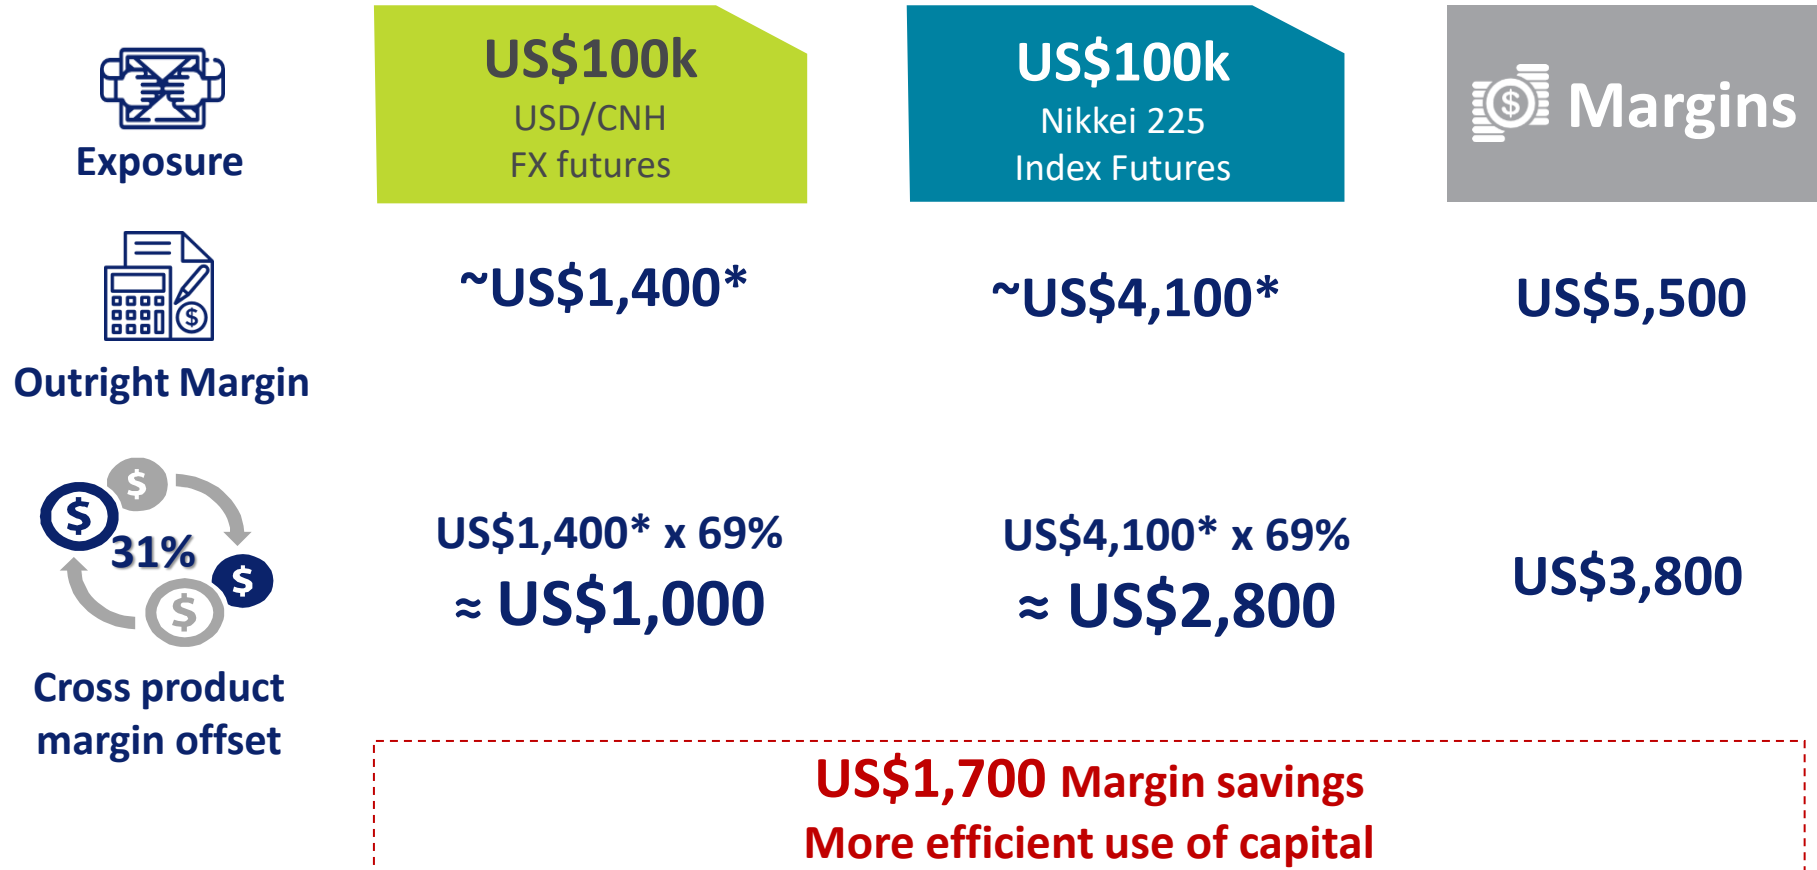 Exposure
US$100k
USD/CNH
FX futures
US$100k
Nikkei 225
Index Futures
$
Margins
$
Outright Margin
~US$1,400*
~US$4,100*
US$5,500
$
$
31%
$
$
Cross product
margin offset
US$1,400* x 69%
≈ US$1,000
US$4,100* x 69%
≈ US$2,800
US$3,800
US$1,700 Margin savings
More efficient use of capital